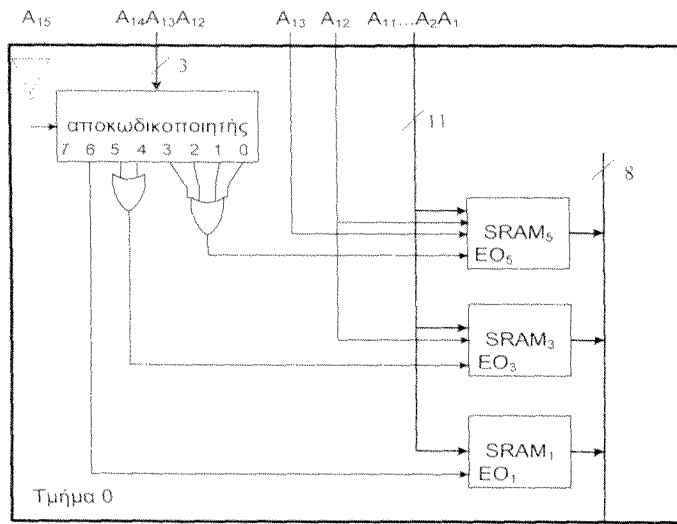 A₁₅ A₁₄A₁₃A₁₂ A₁₃ A₁₂ A₁₁...A₂A₁
3
αποκωδικοποιητής
7 6 5 4 3 2 1 0
11
8
SRAM₅
EO₅
SRAM₃
EO₃
SRAM₁
EO₁
Τμήμα 0